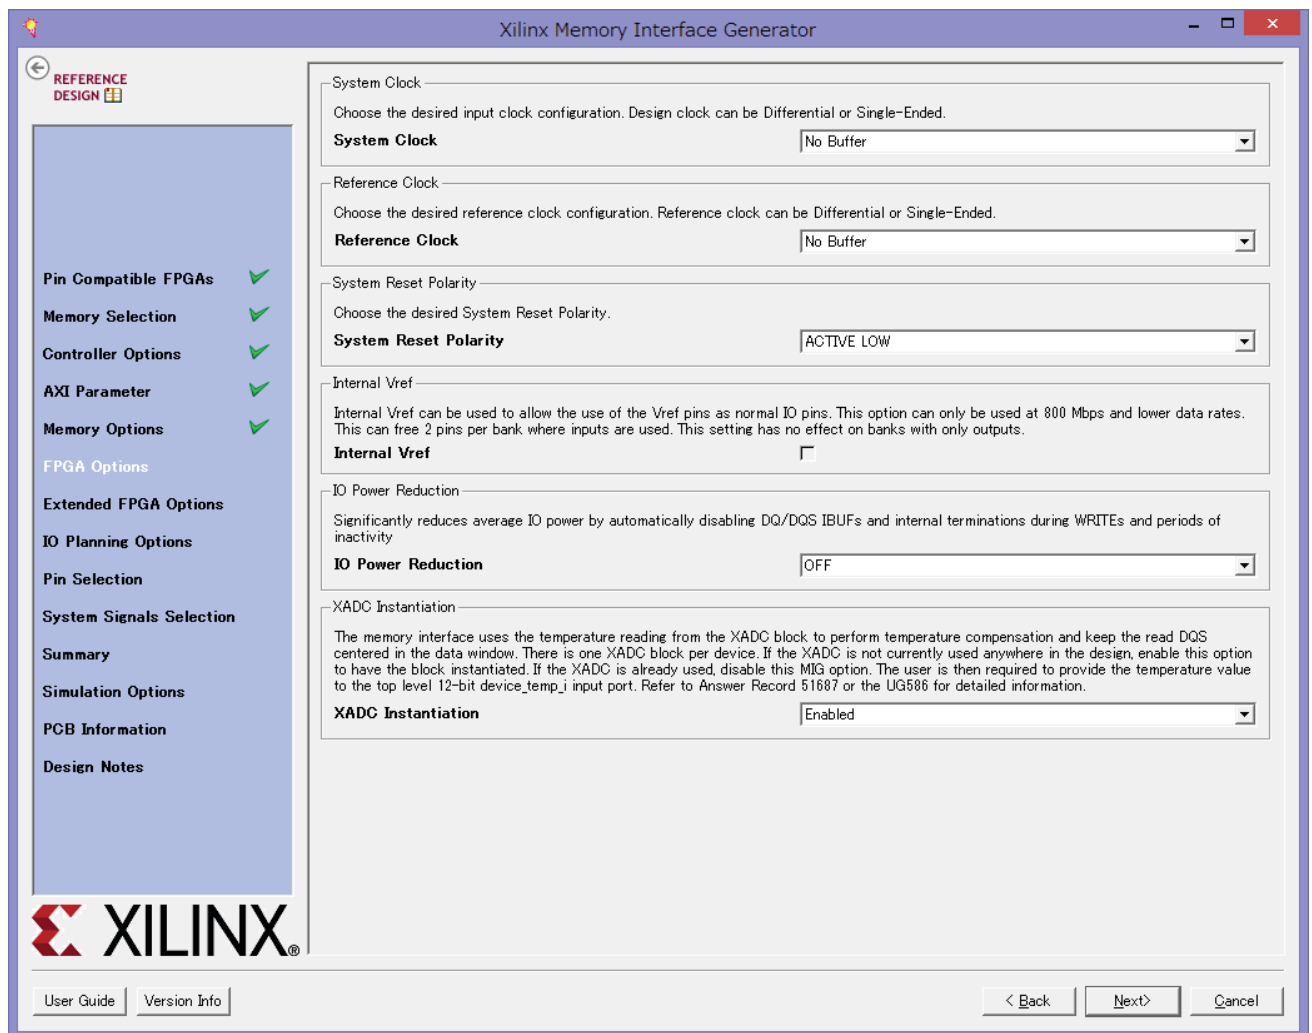 Xilinx Memory Interface Generator
REFERENCE
DESIGN
Pin Compatible FPGAs
Memory Selection
Controller Options
AXI Parameter
Memory Options
FPGA Options
Extended FPGA Options
IO Planning Options
Pin Selection
System Signals Selection
Summary
Simulation Options
PCB Information
Design Notes
XILINX®
System Clock
Choose the desired input clock configuration. Design clock can be Differential or Single-Ended.
System Clock No Buffer
Reference Clock
Choose the desired reference clock configuration. Reference clock can be Differential or Single-Ended.
Reference Clock No Buffer
System Reset Polarity
Choose the desired System Reset Polarity.
System Reset Polarity ACTIVE LOW
Internal Vref
Internal Vref can be used to allow the use of the Vref pins as normal IO pins. This option can only be used at 800 Mbps and lower data rates.
This can free 2 pins per bank where inputs are used. This setting has no effect on banks with only outputs.
Internal Vref
IO Power Reduction
Significantly reduces average IO power by automatically disabling DQ/DQS IBUFs and internal terminations during WRITEs and periods of
inactivity
IO Power Reduction OFF
XADC Instantiation
The memory interface uses the temperature reading from the XADC block to perform temperature compensation and keep the read DQS
centered in the data window. There is one XADC block per device. If the XADC is not currently used anywhere in the design, enable this option
to have the block instantiated. If the XADC is already used, disable this MIG option. The user is then required to provide the temperature value
to the top level 12-bit device_temp_i input port. Refer to Answer Record 51687 or the UG586 for detailed information.
XADC Instantiation Enabled
User Guide Version Info < Back Next> Cancel